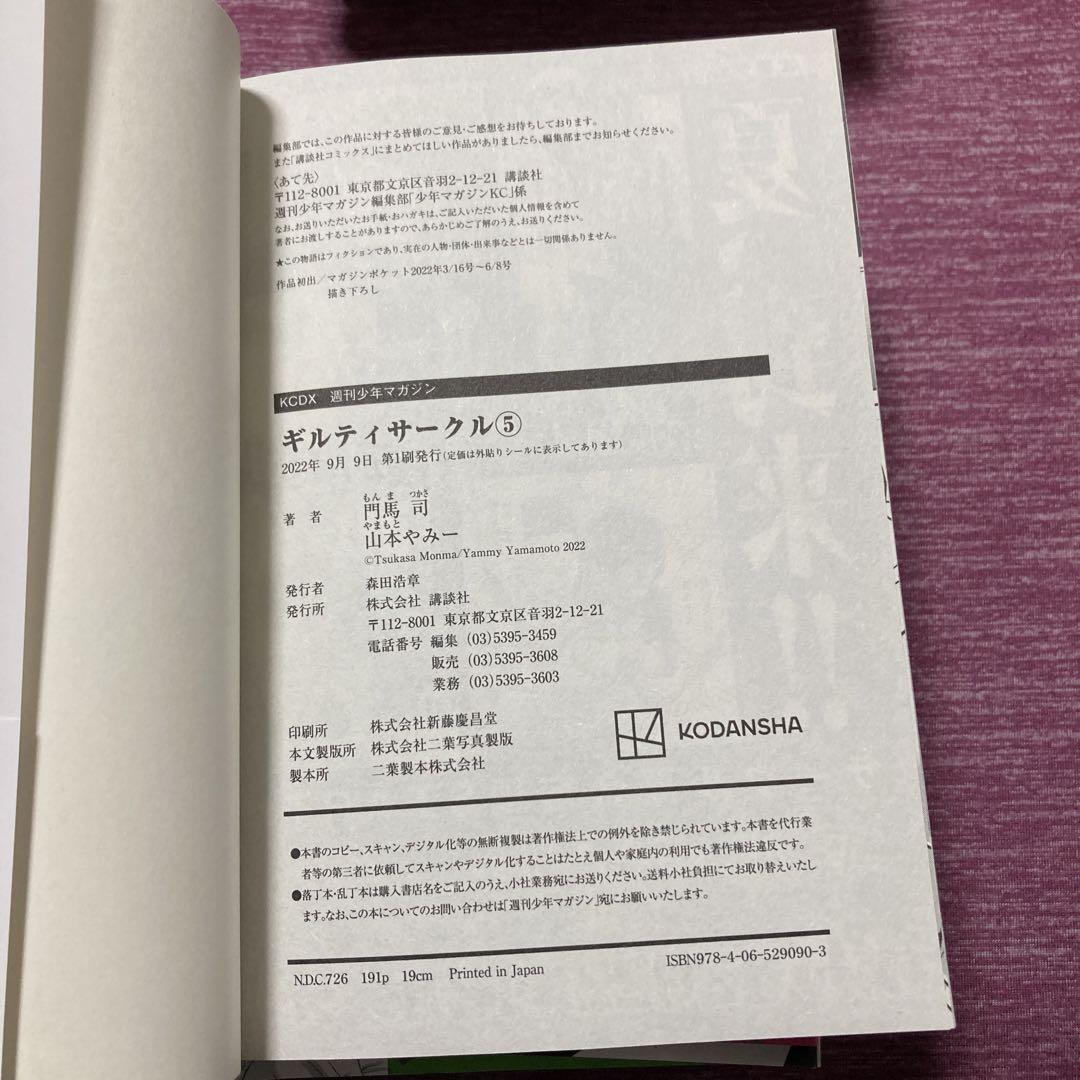 編集部では、この作品に対する皆様のご意見・ご感想をお待ちしております。
また「講談社コミックス」にまとめてほしい作品がありましたら、編集部までお知らせください。
〈あて先〉
〒112-8001 東京都文京区音羽2-12-21 講談社
週刊少年マガジン編集部「少年マガジンKC」係
なお、お送りいただいたお手紙・おハガキは、ご記入いただいた個人情報を含めて
著者にお渡しすることがありますので、あらかじめご了解のうえ、お送りください。
★この物語はフィクションであり、実在の人物・団体・出来事などとは一切関係ありません。
作品初出/マガジンポケット2022年3/16号～6/8号
描き下ろし
KCDX 週刊少年マガジン
ギルティサークル⑤
2022年 9月 9日 第1刷発行(定価は外貼りシールに表示してあります)
もんま つかさ
著者 門馬 司
やまもと
山本やみー
©Tsukasa Monma/Yammy Yamamoto 2022
発行者 森田浩章
発行所 株式会社 講談社
〒112-8001 東京都文京区音羽2-12-21
電話番号 編集 (03)5395-3459
販売 (03)5395-3608
業務 (03)5395-3603
印刷所 株式会社新藤慶昌堂
本文製版所 株式会社二葉写真製版
製本所 二葉製本株式会社
KODANSHA
●本書のコピー、スキャン、デジタル化等の無断複製は著作権法上での例外を除き禁じられています。本書を代行業
者等の第三者に依頼してスキャンやデジタル化することはたとえ個人や家庭内の利用でも著作権法違反です。
●落丁本・乱丁本は購入書店名をご記入のうえ、小社業務宛にお送りください。送料小社負担にてお取り替えいたし
ます。なお、この本についてのお問い合わせは「週刊少年マガジン」宛にお願いいたします。
N.D.C.726 191p 19cm Printed in Japan
ISBN978-4-06-529090-3